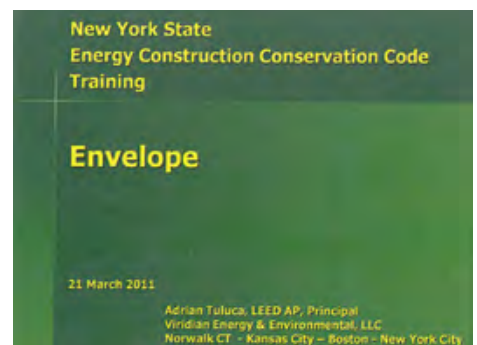 New York State
Energy Construction Conservation Code
Training
Envelope
21 March 2011
Adrian Tuluca, LEED AP, Principal
Viridian Energy & Environmental, LLC
Norwalk CT - Kansas City – Boston - New York City